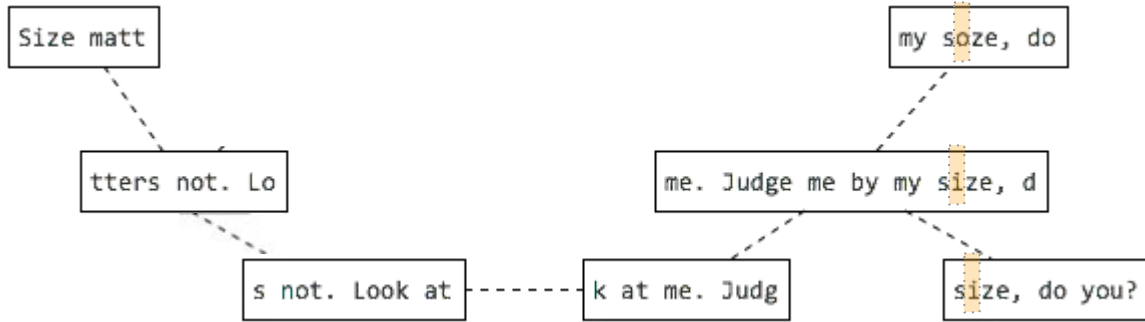 Size matt
my soze, do
tters not. Lo
me. Judge me by my size, d
s not. Look at
k at me. Judg
size, do you?